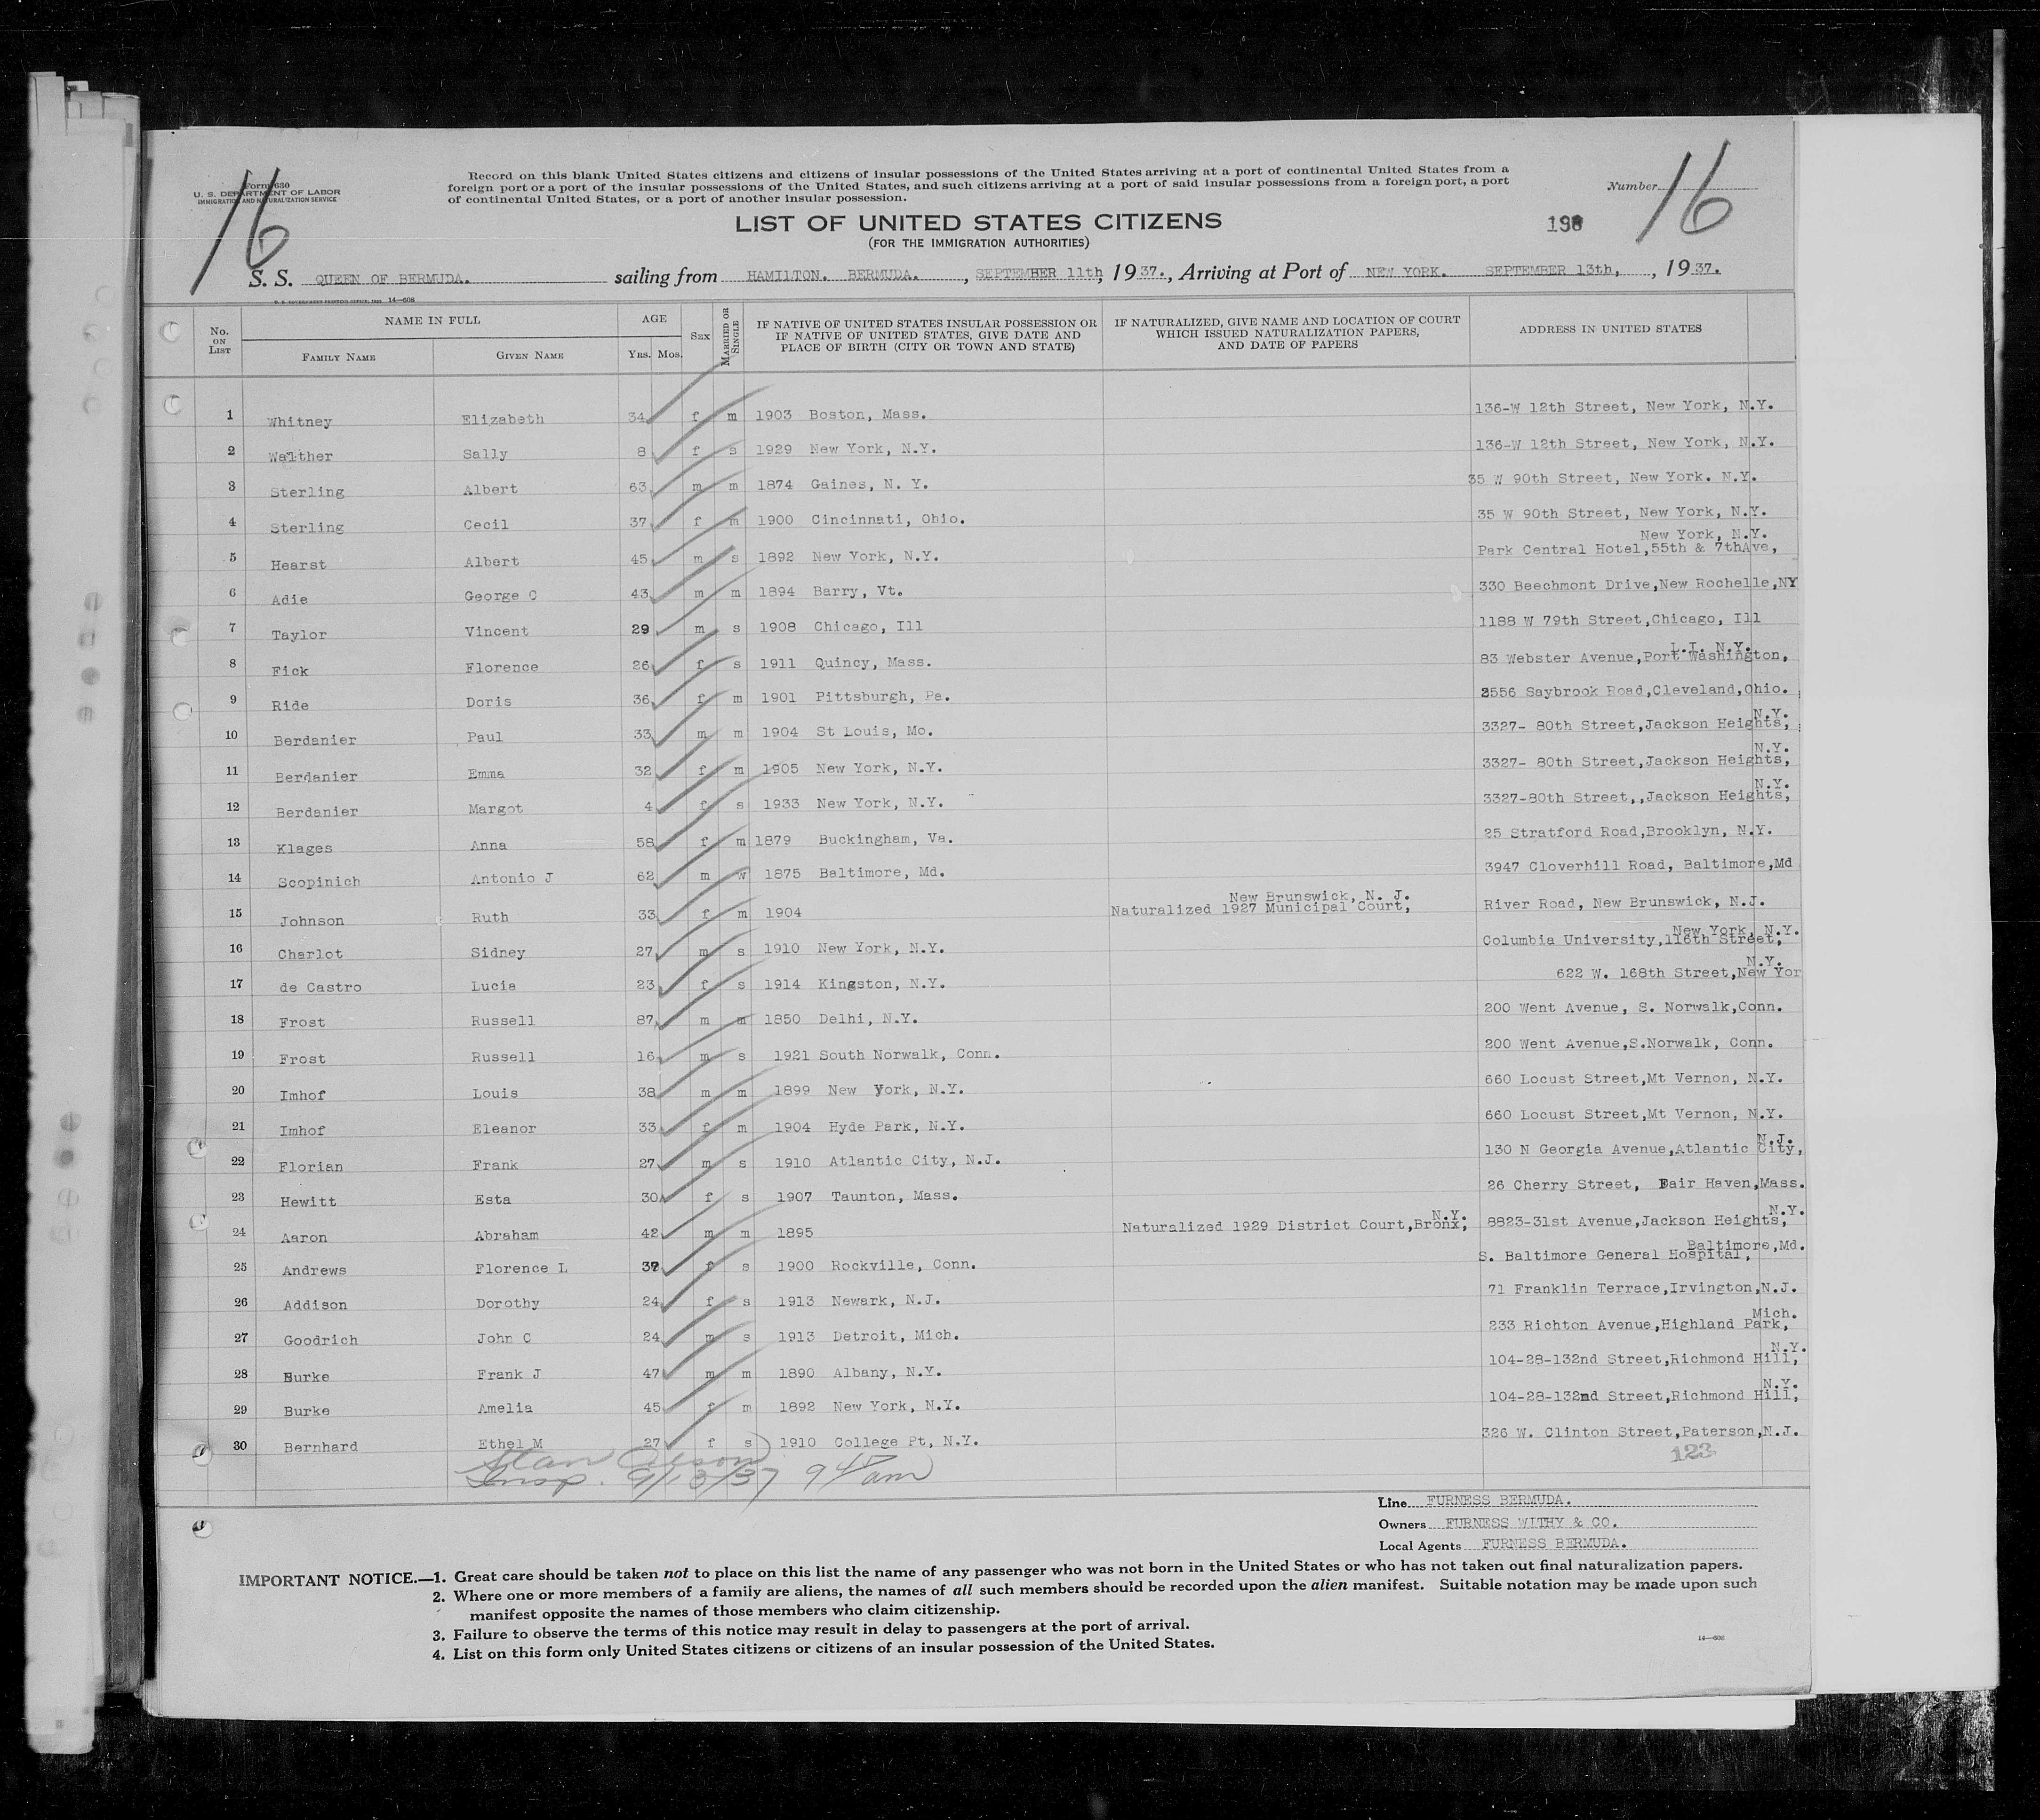 Form 630
U. S. DEPARTMENT OF LABOR
IMMIGRATION AND NATURALIZATION SERVICE
16
Record on this blank United States citizens and citizens of insular possessions of the United States arriving at a port of continental United States from a
foreign port or a port of the insular possessions of the United States, and such citizens arriving at a port of said insular possessions from a foreign port, a port
of continental United States, or a port of another insular possession.
Number 16
LIST OF UNITED STATES CITIZENS
(FOR THE IMMIGRATION AUTHORITIES)
198
S. S. QUEEN OF BERMUDA. sailing from HAMILTON. BERMUDA., SEPTEMBER 11th, 1937., Arriving at Port of NEW YORK. SEPTEMBER 13th, , 1937.
14—608
No. ON LIST NAME IN FULL FAMILY NAME GIVEN NAME AGE YRS. MOS. SEX MARRIED OR SINGLE IF NATIVE OF UNITED STATES INSULAR POSSESSION OR IF NATIVE OF UNITED STATES, GIVE DATE AND PLACE OF BIRTH (CITY OR TOWN AND STATE) IF NATURALIZED, GIVE NAME AND LOCATION OF COURT WHICH ISSUED NATURALIZATION PAPERS, AND DATE OF PAPERS ADDRESS IN UNITED STATES
1 Whitney Elizabeth 34 f m 1903 Boston, Mass. 136-W 12th Street, New York, N.Y.
2 Walther Sally 8 f s 1929 New York, N.Y. 136-W 12th Street, New York, N.Y.
3 Sterling Albert 63 m m 1874 Gaines, N. Y. 35 W 90th Street, New York. N.Y.
4 Sterling Cecil 37 f m 1900 Cincinnati, Ohio. 35 W 90th Street, New York, N.Y.
5 Hearst Albert 45 m s 1892 New York, N.Y. Park Central Hotel,55th & 7thAve, New York, N.Y.
6 Adie George C 43 m m 1894 Barry, Vt. 330 Beechmont Drive,New Rochelle,NY
7 Taylor Vincent 29 m s 1908 Chicago, Ill 1188 W 79th Street,Chicago, Ill
8 Fick Florence 26 f s 1911 Quincy, Mass. 83 Webster Avenue,Port Washington, L.I. N.Y.
9 Ride Doris 36 f m 1901 Pittsburgh, Pa. 2556 Saybrook Road,Cleveland,Ohio.
10 Berdanier Paul 33 m m 1904 St Louis, Mo. 3327- 80th Street,Jackson Heights, N.Y.
11 Berdanier Emma 32 f m 1905 New York, N.Y. 3327- 80th Street,Jackson Heights, N.Y.
12 Berdanier Margot 4 f s 1933 New York, N.Y. 3327-80th Street,,Jackson Heights, N.Y.
13 Klages Anna 58 f m 1879 Buckingham, Va. 25 Stratford Road,Brooklyn, N.Y.
14 Scopinich Antonio J 62 m w 1875 Baltimore, Md. 3947 Cloverhill Road, Baltimore,Md
15 Johnson Ruth 33 f m 1904 Naturalized 1927 Municipal Court, New Brunswick, N. J. River Road, New Brunswick, N.J.
16 Charlot Sidney 27 m s 1910 New York, N.Y. Columbia University,116th Street, New York, N.Y.
17 de Castro Lucia 23 f s 1914 Kingston, N.Y. 622 W. 168th Street,New Yor N.Y.
18 Frost Russell 87 m m 1850 Delhi, N.Y. 200 Went Avenue, S. Norwalk,Conn.
19 Frost Russell 16 m s 1921 South Norwalk, Conn. 200 Went Avenue,S.Norwalk, Conn.
20 Imhof Louis 38 m m 1899 New York, N.Y. 660 Locust Street,Mt Vernon, N.Y.
21 Imhof Eleanor 33 f m 1904 Hyde Park, N.Y. 660 Locust Street,Mt Vernon, N.Y.
22 Florian Frank 27 m s 1910 Atlantic City, N.J. 130 N Georgia Avenue,Atlantic City, N.J.
23 Hewitt Esta 30 f s 1907 Taunton, Mass. 26 Cherry Street, Fair Haven,Mass.
24 Aaron Abraham 42 m m 1895 Naturalized 1929 District Court,Bronx, N.Y. 8823-31st Avenue,Jackson Heights, N.Y.
25 Andrews Florence L 37 f s 1900 Rockville, Conn. S. Baltimore General Hospital, Baltimore,Md.
26 Addison Dorothy 24 f s 1913 Newark, N.J. 71 Franklin Terrace,Irvington,N.J.
27 Goodrich John C 24 m s 1913 Detroit, Mich. 233 Richton Avenue,Highland Park, Mich.
28 Burke Frank J 47 m m 1890 Albany, N.Y. 104-28-132nd Street,Richmond Hill, N.Y.
29 Burke Amelia 45 f m 1892 New York, N.Y. 104-28-132nd Street,Richmond Hill, N.Y.
30 Bernhard Ethel M 27 f s 1910 College Pt, N.Y. 326 W. Clinton Street,Paterson,N.J.
123
Insp. 9/13/37 9 45 am
Line FURNESS BERMUDA.
Owners FURNESS WITHY & CO.
Local Agents FURNESS BERMUDA.
IMPORTANT NOTICE.—1. Great care should be taken not to place on this list the name of any passenger who was not born in the United States or who has not taken out final naturalization papers.
2. Where one or more members of a family are aliens, the names of all such members should be recorded upon the alien manifest. Suitable notation may be made upon such
manifest opposite the names of those members who claim citizenship.
3. Failure to observe the terms of this notice may result in delay to passengers at the port of arrival.
4. List on this form only United States citizens or citizens of an insular possession of the United States.
14—608